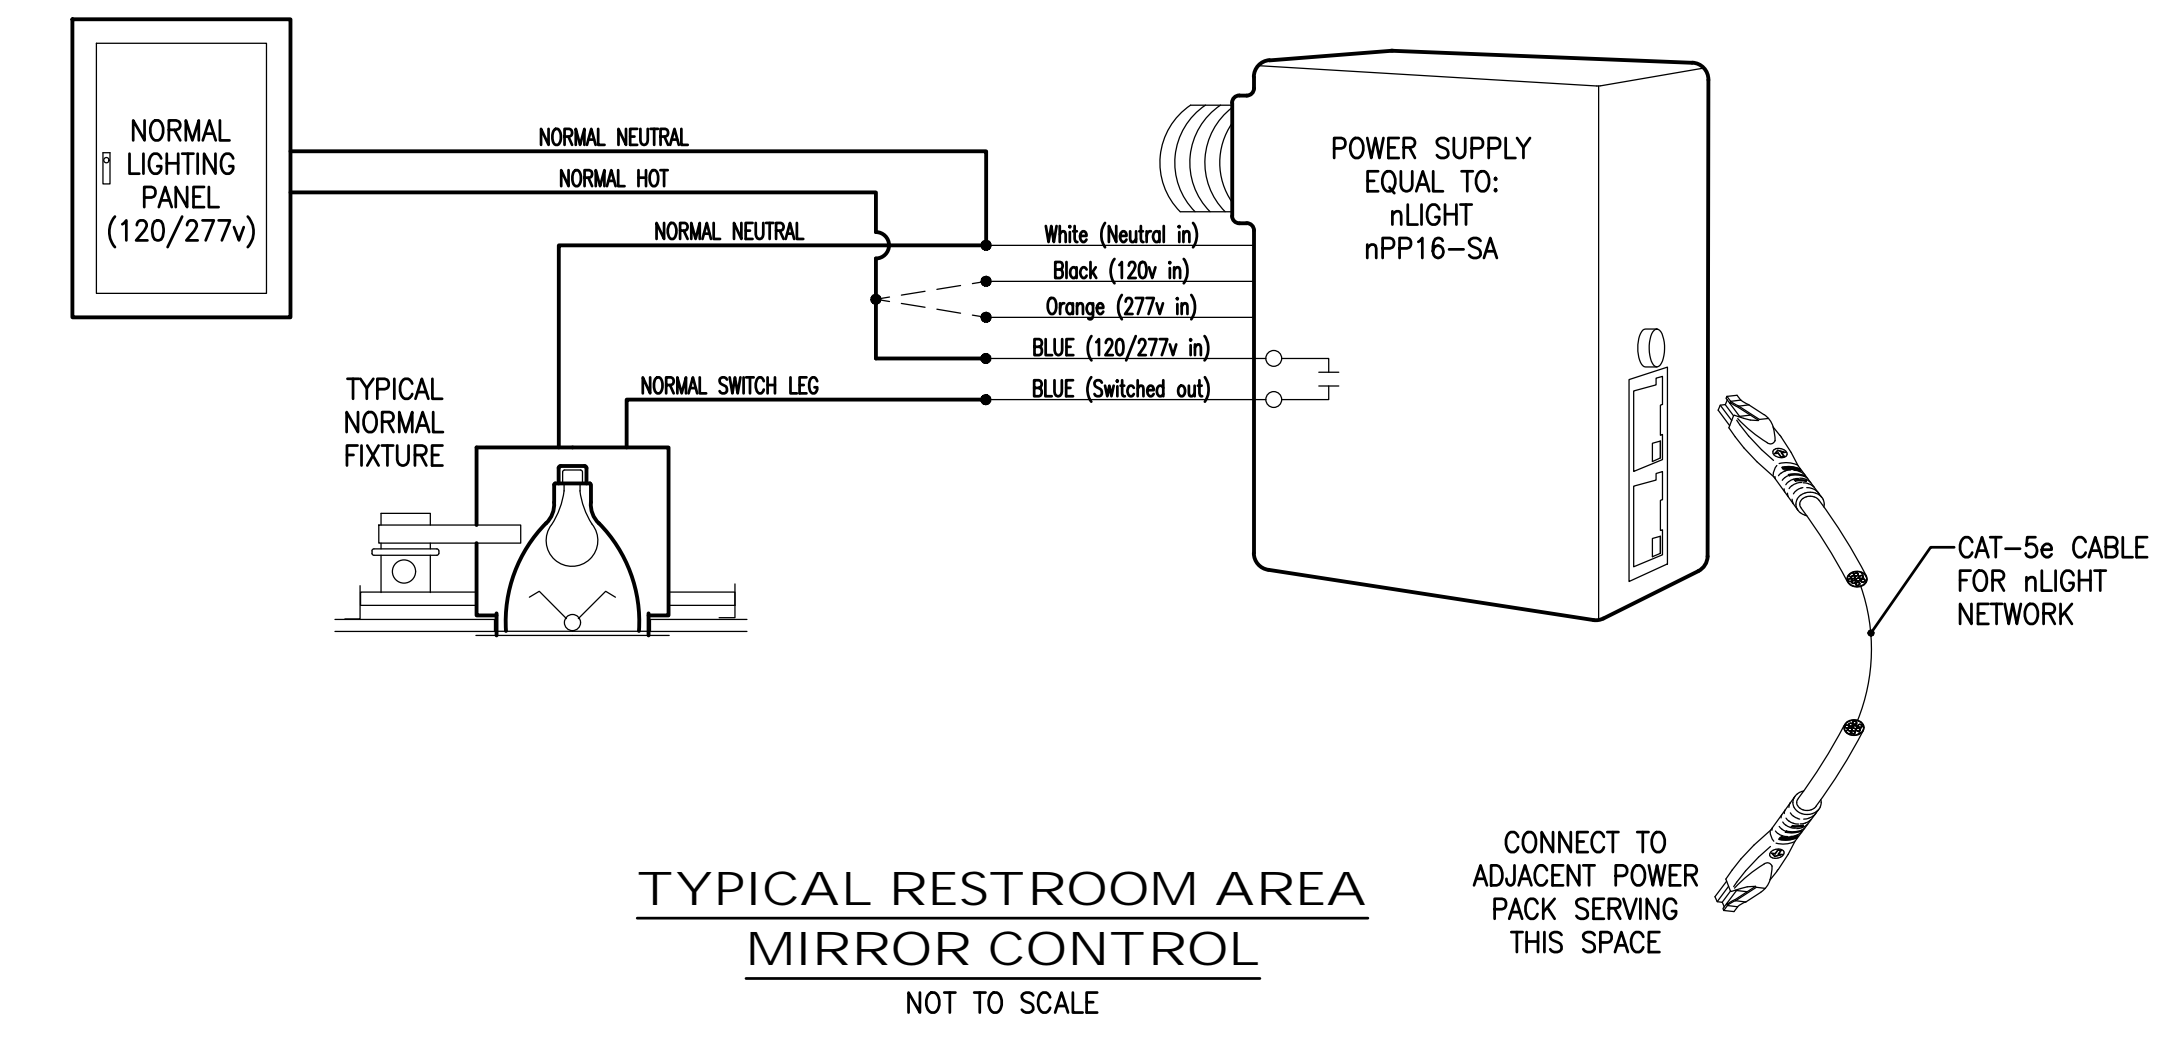 NORMAL
LIGHTING
PANEL
(120/277v)
NORMAL NEUTRAL
NORMAL HOT
NORMAL NEUTRAL
White (Neutral in)
Black (120v in)
Orange (277v in)
BLUE (120/277v in)
NORMAL SWITCH LEG
BLUE (Switched out)
POWER SUPPLY
EQUAL TO:
nLIGHT
nPP16-SA
TYPICAL
NORMAL
FIXTURE
CAT-5e CABLE
FOR nLIGHT
NETWORK
CONNECT TO
ADJACENT POWER
PACK SERVING
THIS SPACE
TYPICAL RESTROOM AREA
MIRROR CONTROL
NOT TO SCALE